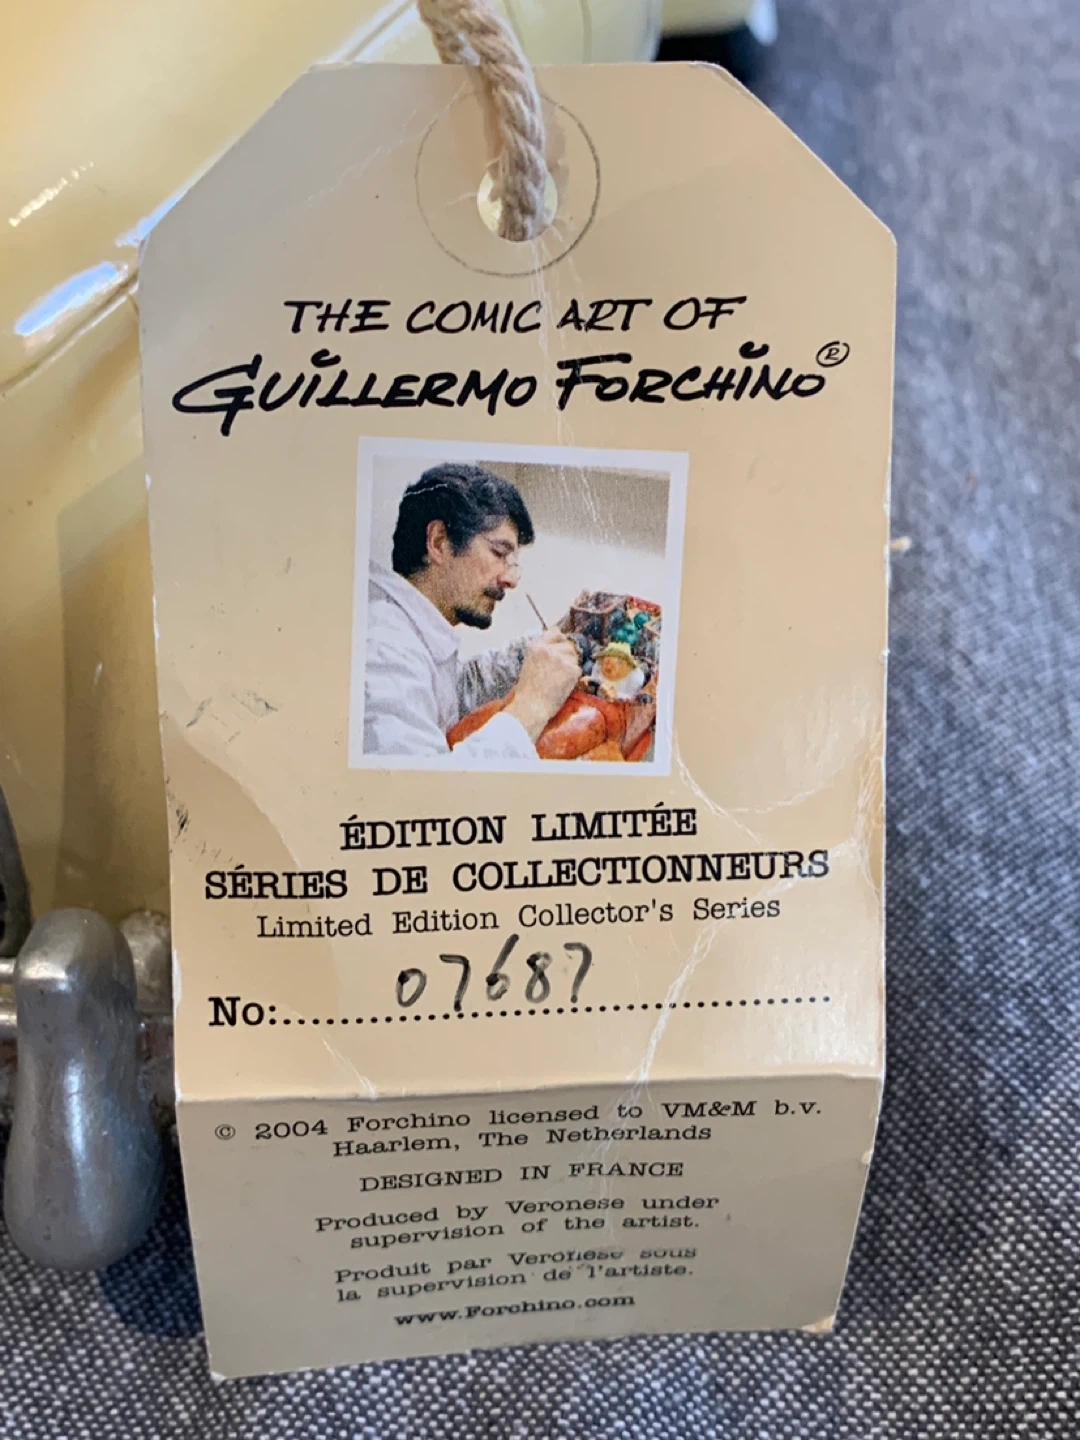 THE COMIC ART OF
GUILLERMO FORCHINO®
ÉDITION LIMITÉE
SÉRIES DE COLLECTIONNEURS
Limited Edition Collector's Series
No:.......07687.......
© 2004 Forchino licensed to VM&M b.v.
Haarlem, The Netherlands
DESIGNED IN FRANCE
Produced by Veronese under
supervision of the artist.
Produit par Veronese sous
la supervision de l'artiste.
www.Forchino.com